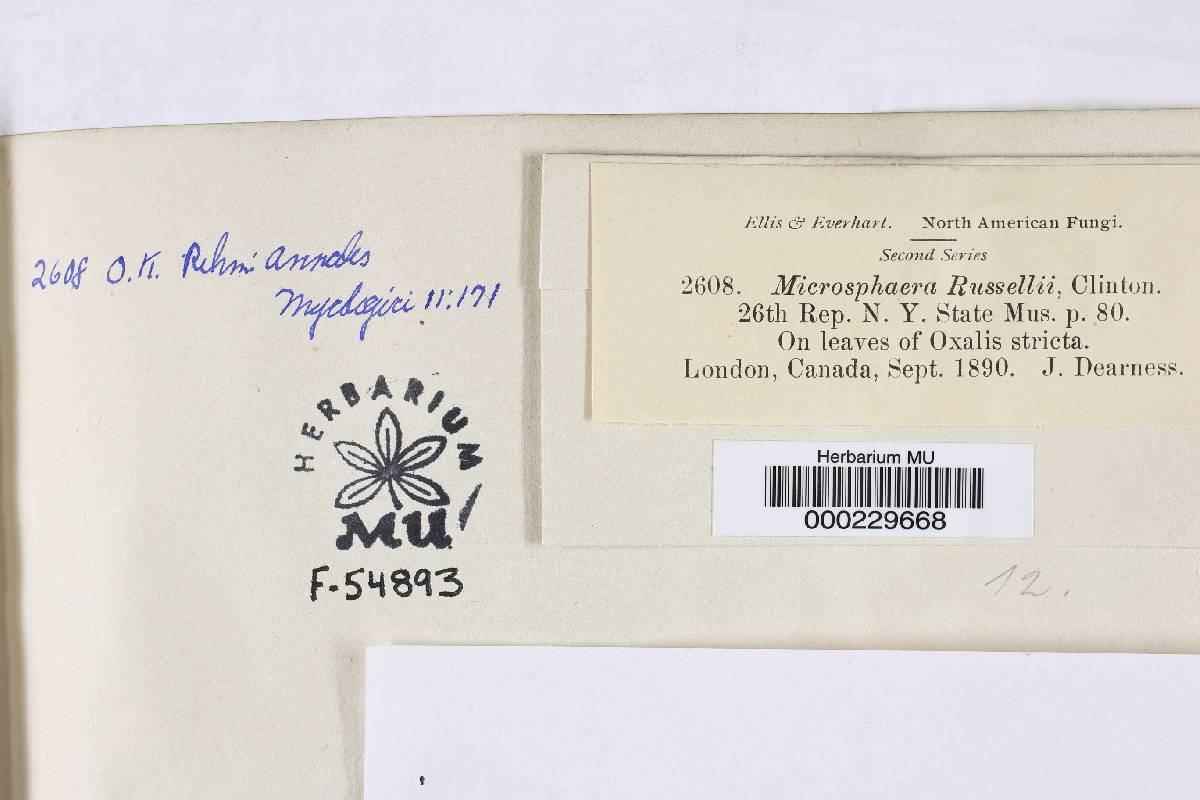 2608 O.K. Rehm: Annales
Mycologici 11:171
HERBARIUM
MU
F-54893
Ellis & Everhart. North American Fungi.
Second Series
2608. Microsphaera Russellii, Clinton.
26th Rep. N. Y. State Mus. p. 80.
On leaves of Oxalis stricta.
London, Canada, Sept. 1890. J. Dearness.
Herbarium MU
000229668
12.